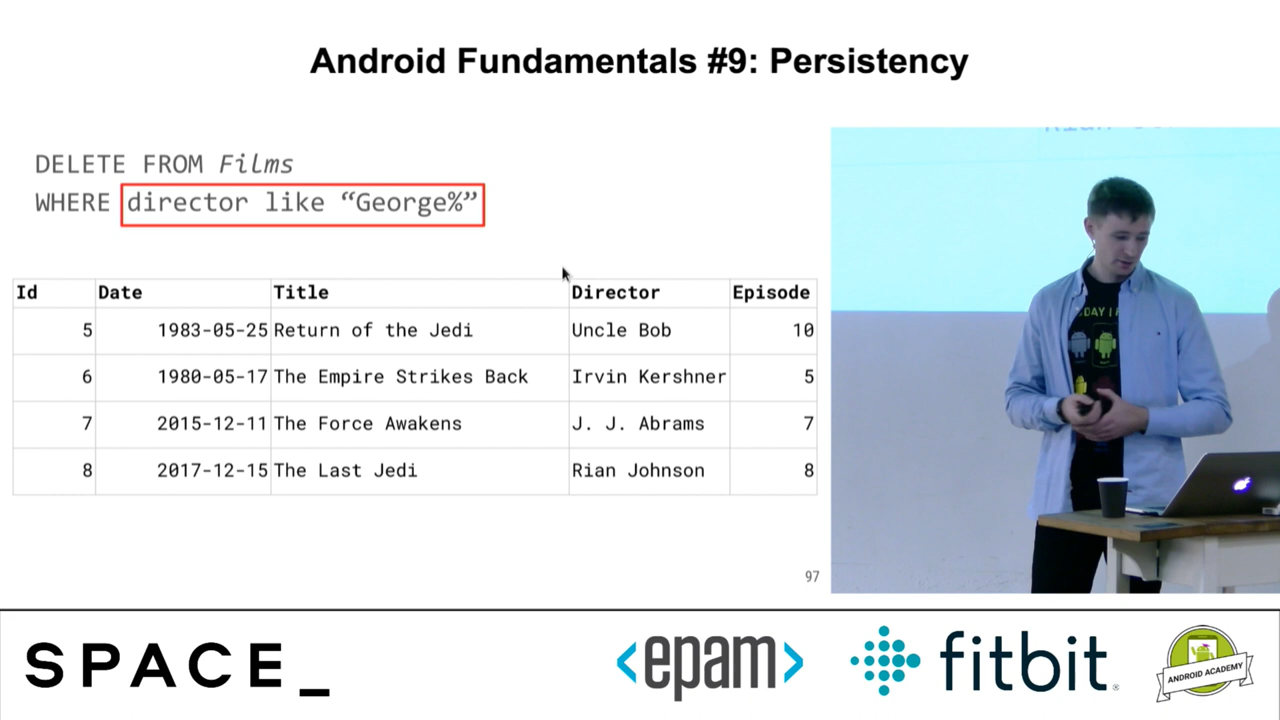 Android Fundamentals #9: Persistency
DELETE FROM Films
WHERE director like “George%”
Id Date Title Director Episode
5 1983-05-25 Return of the Jedi Uncle Bob 10
6 1980-05-17 The Empire Strikes Back Irvin Kershner 5
7 2015-12-11 The Force Awakens J. J. Abrams 7
8 2017-12-15 The Last Jedi Rian Johnson 8
97
DAY I
SPACE_
<epam>
fitbit
ANDROID ACADEMY